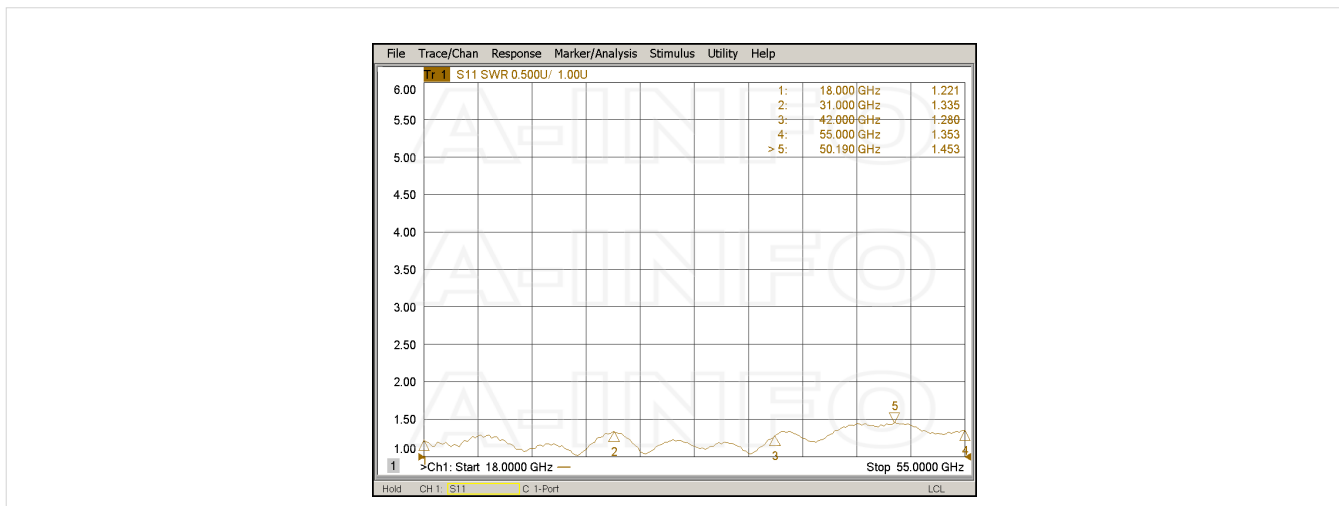 File Trace/Chan Response Marker/Analysis Stimulus Utility Help
Tr 1 S11 SWR 0.500U/ 1.00U
6.00
5.50
5.00
4.50
4.00
3.50
3.00
2.50
2.00
1.50
1.00
1: 18.000 GHz 1.221
2: 31.000 GHz 1.335
3: 42.000 GHz 1.280
4: 55.000 GHz 1.353
> 5: 50.190 GHz 1.453
A-INFO
A-INFO
A-INFO
5
2
3
4
1 >Ch1: Start 18.0000 GHz — Stop 55.0000 GHz
Hold CH 1: S11 C 1-Port LCL